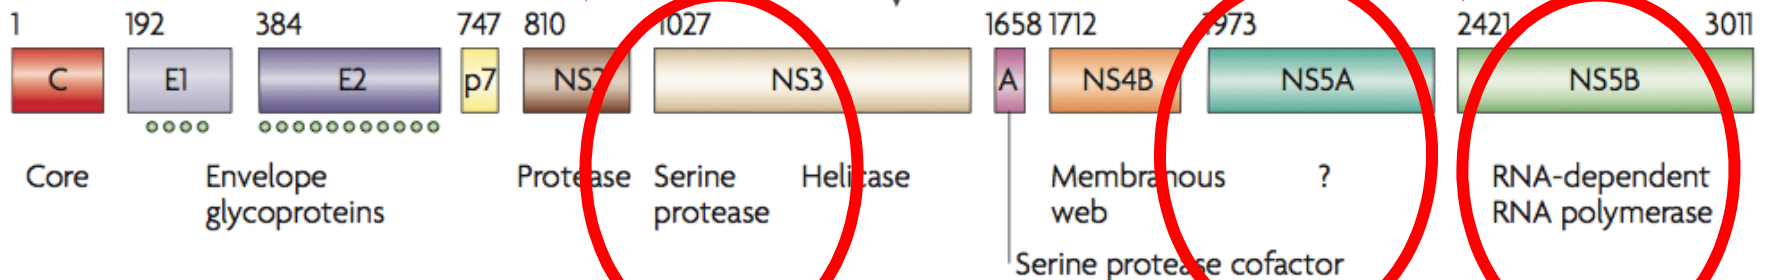 1 192 384 747 810 1027 1658 1712 1973 2421 3011
C E1 E2 p7 NS2 NS3 A NS4B NS5A NS5B
Core Envelope Protease Serine Helicase Membranous ? RNA-dependent
glycoproteins protease web RNA polymerase
Serine protease cofactor